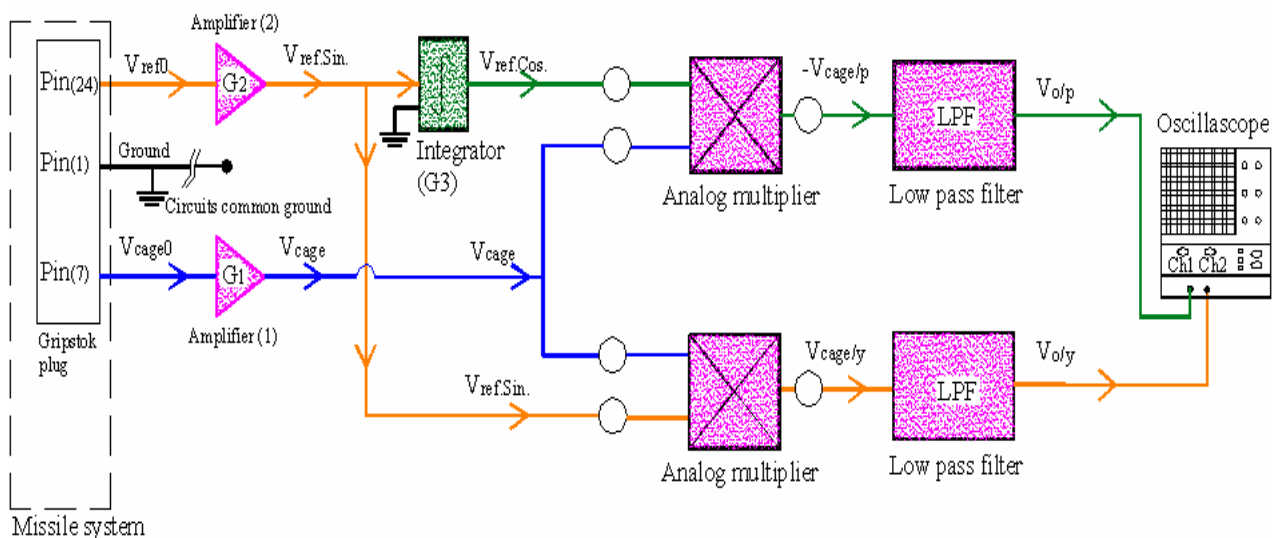 Amplifier (2)
Pin(24)
Vref0
G2
Vref.Sin.
Vref.Cos.
-Vcage/p
LPF
Vo/p
Oscillascope
Pin(1)
Ground
Circuits common ground
Integrator
(G3)
Analog multiplier
Low pass filter
Pin(7)
Vcage0
G1
Vcage
Vcage
Ch1 Ch2
Gripstok
plug
Amplifier (1)
Vref.Sin.
Vcage/y
LPF
Vo/y
Analog multiplier
Low pass filter
Missile system